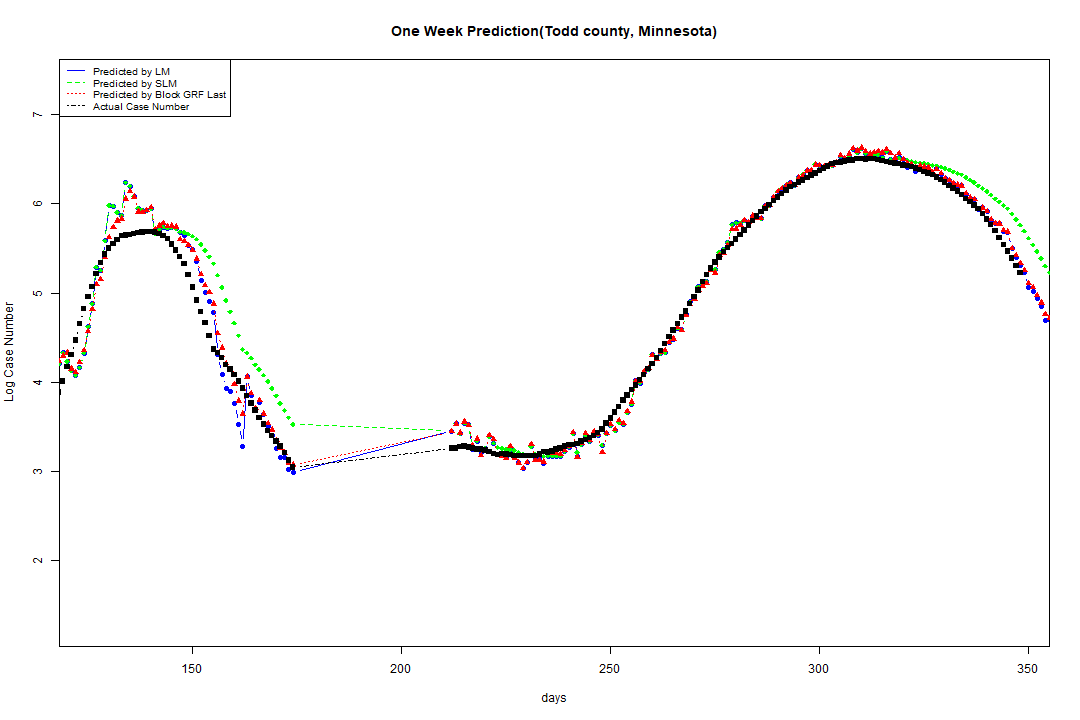 One Week Prediction(Todd county, Minnesota)
Predicted by LM
Predicted by SLM
Predicted by Block GRF Last
Actual Case Number
7
6
5
4
3
2
Log Case Number
150
200
250
300
350
days